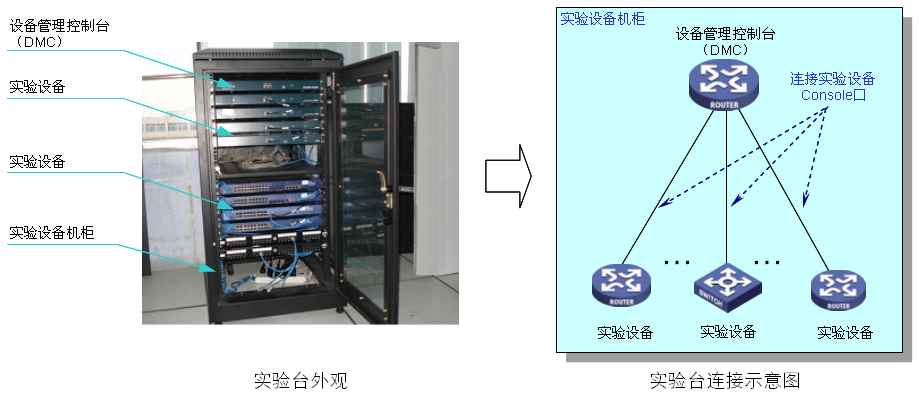 设备管理控制台
（DMC）
实验设备
实验设备
实验设备机柜
实验台外观
实验设备机柜
设备管理控制台
（DMC）
ROUTER
连接实验设备
Console口
...
...
ROUTER
SWITCH
ROUTER
实验设备
实验设备
实验设备
实验台连接示意图